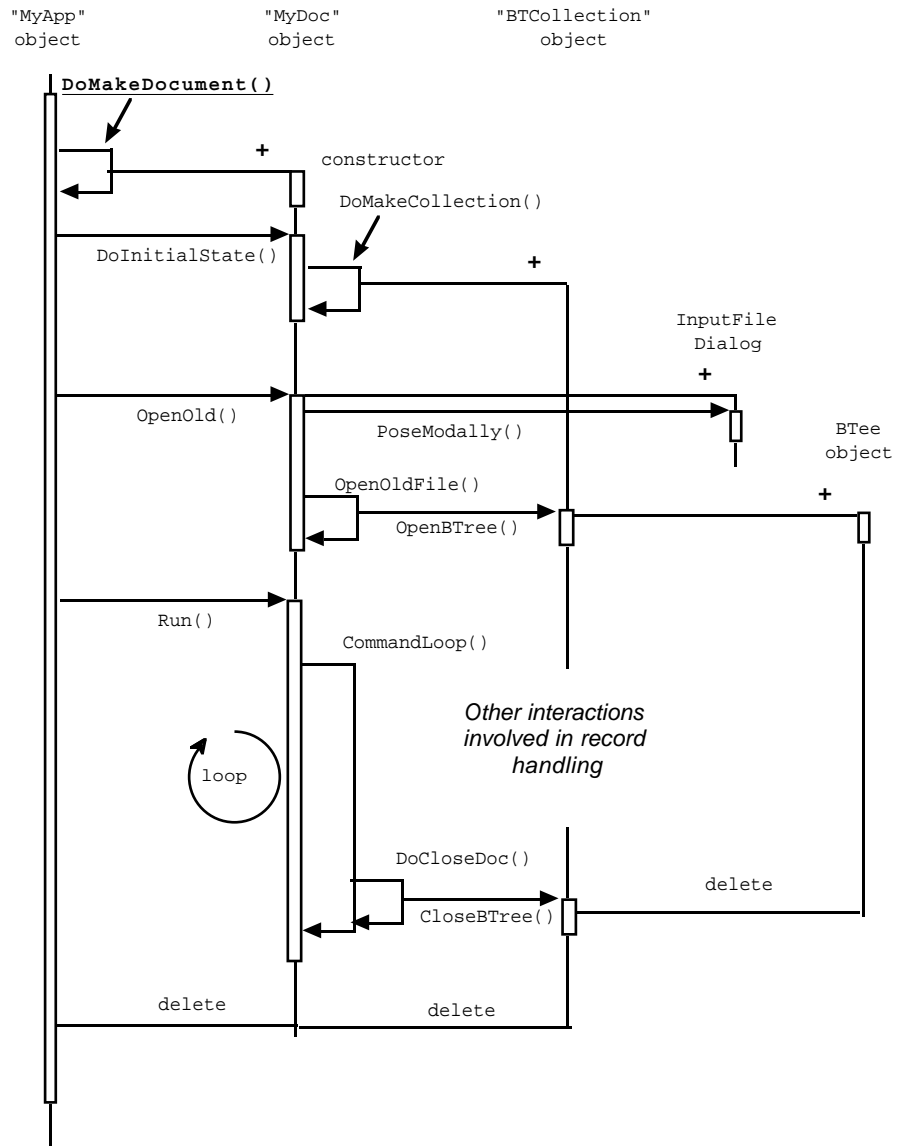 "MyApp"
object
"MyDoc"
object
"BTCollection"
object
DoMakeDocument()
+
constructor
DoMakeCollection()
DoInitialState()
+
InputFile
Dialog
+
OpenOld()
PoseModally()
BTee
object
OpenOldFile()
+
OpenBTree()
Run()
CommandLoop()
Other interactions
involved in record
handling
loop
DoCloseDoc()
delete
CloseBTree()
delete
delete